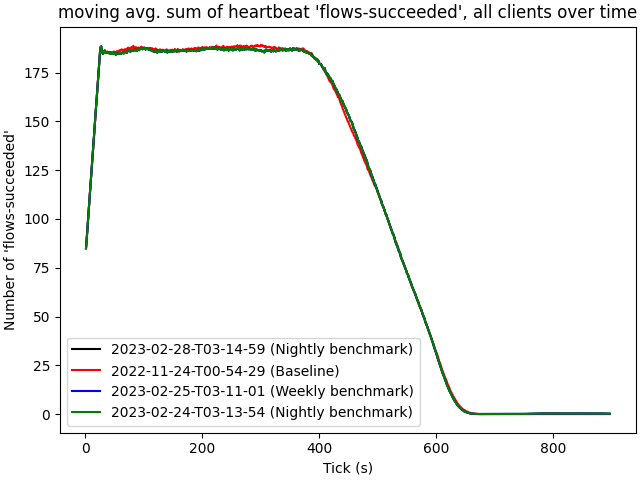 moving avg. sum of heartbeat 'flows-succeeded', all clients over time
Number of 'flows-succeeded'
175
150
125
100
75
50
25
0
2023-02-28-T03-14-59 (Nightly benchmark)
2022-11-24-T00-54-29 (Baseline)
2023-02-25-T03-11-01 (Weekly benchmark)
2023-02-24-T03-13-54 (Nightly benchmark)
0 200 400 600 800
Tick (s)